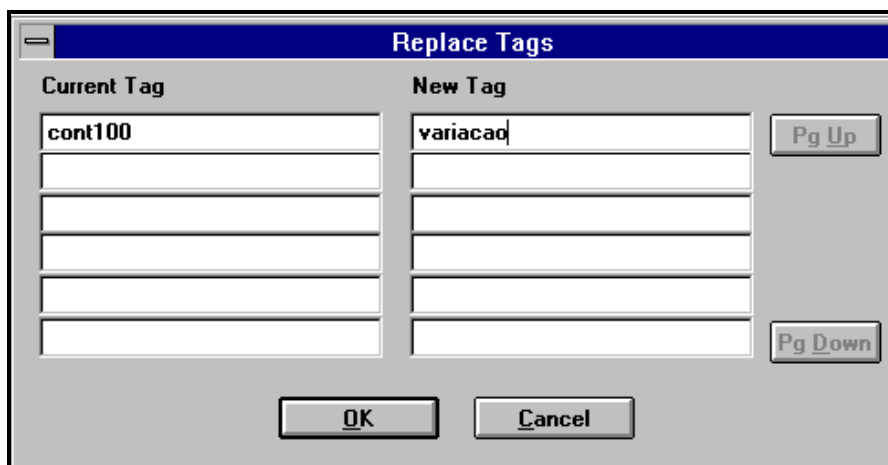 Replace Tags
Current Tag New Tag
cont100 variacao Pg Up
Pg Down
OK Cancel